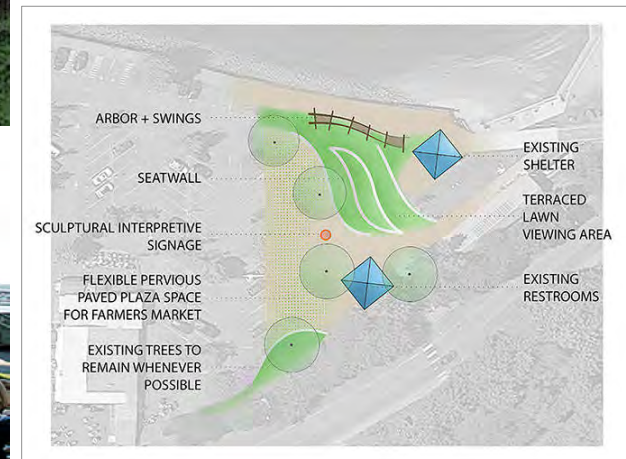 ARBOR + SWINGS
SEATWALL
SCULPTURAL INTERPRETIVE
SIGNAGE
FLEXIBLE PERVIOUS
PAVED PLAZA SPACE
FOR FARMERS MARKET
EXISTING TREES TO
REMAIN WHENEVER
POSSIBLE
EXISTING
SHELTER
TERRACED
LAWN
VIEWING AREA
EXISTING
RESTROOMS